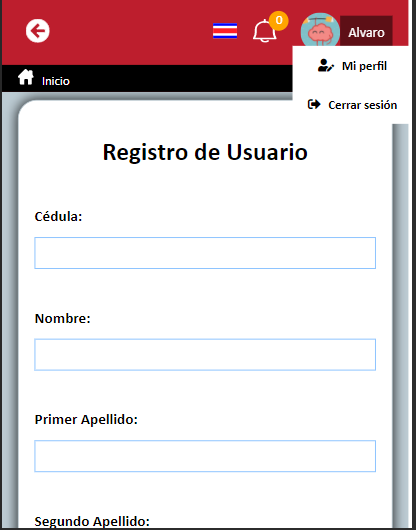 0
Alvaro
Mi perfil
Cerrar sesión
Inicio
Registro de Usuario
Cédula:
Nombre:
Primer Apellido:
Segundo Apellido: